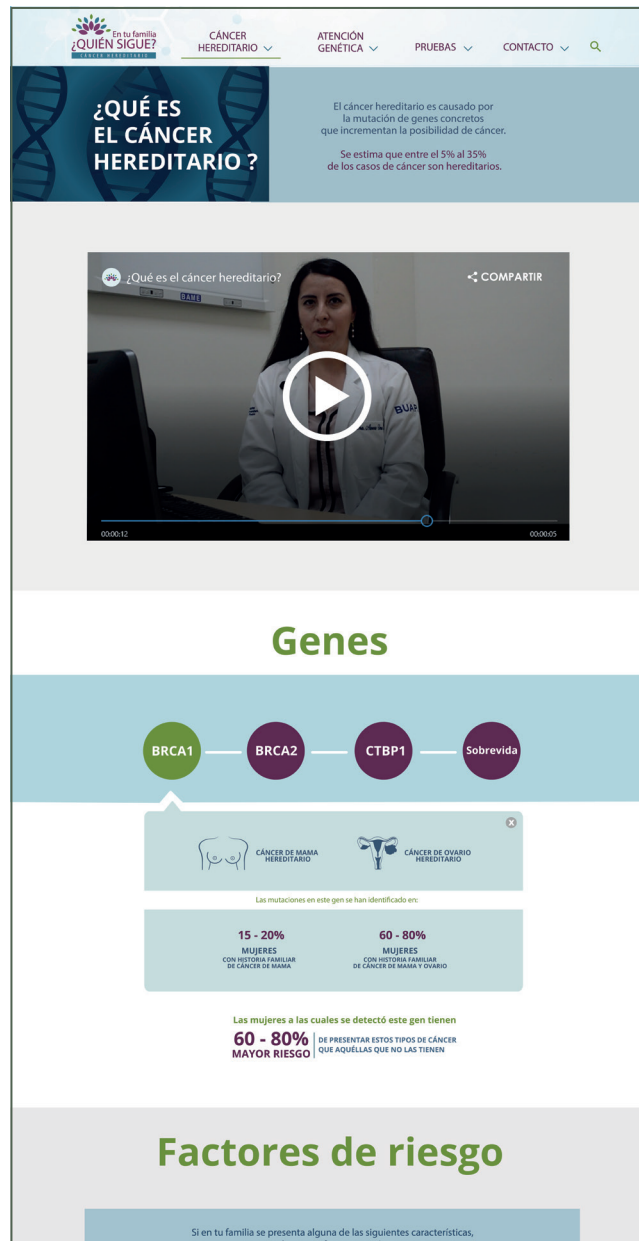 En tu familia
¿QUIÉN SIGUE?
CÁNCER HEREDITARIO
CÁNCER
HEREDITARIO
ATENCIÓN
GENÉTICA
PRUEBAS
CONTACTO
¿QUÉ ES
EL CÁNCER
HEREDITARIO ?
El cáncer hereditario es causado por
la mutación de genes concretos
que incrementan la posibilidad de cáncer.
Se estima que entre el 5% al 35%
de los casos de cáncer son hereditarios.
¿Qué es el cáncer hereditario?
COMPARTIR
BAME
BUAP
00:00:12
00:00:05
Genes
BRCA1
BRCA2
CTBP1
Sobrevida
X
CÁNCER DE MAMA
HEREDITARIO
CÁNCER DE OVARIO
HEREDITARIO
Las mutaciones en este gen se han identificado en:
15 - 20%
MUJERES
CON HISTORIA FAMILIAR
DE CÁNCER DE MAMA
60 - 80%
MUJERES
CON HISTORIA FAMILIAR
DE CÁNCER DE MAMA Y OVARIO
Las mujeres a las cuales se detectó este gen tienen
60 - 80%
MAYOR RIESGO
DE PRESENTAR ESTOS TIPOS DE CÁNCER
QUE AQUÉLLAS QUE NO LAS TIENEN
Factores de riesgo
Si en tu familia se presenta alguna de las siguientes características,